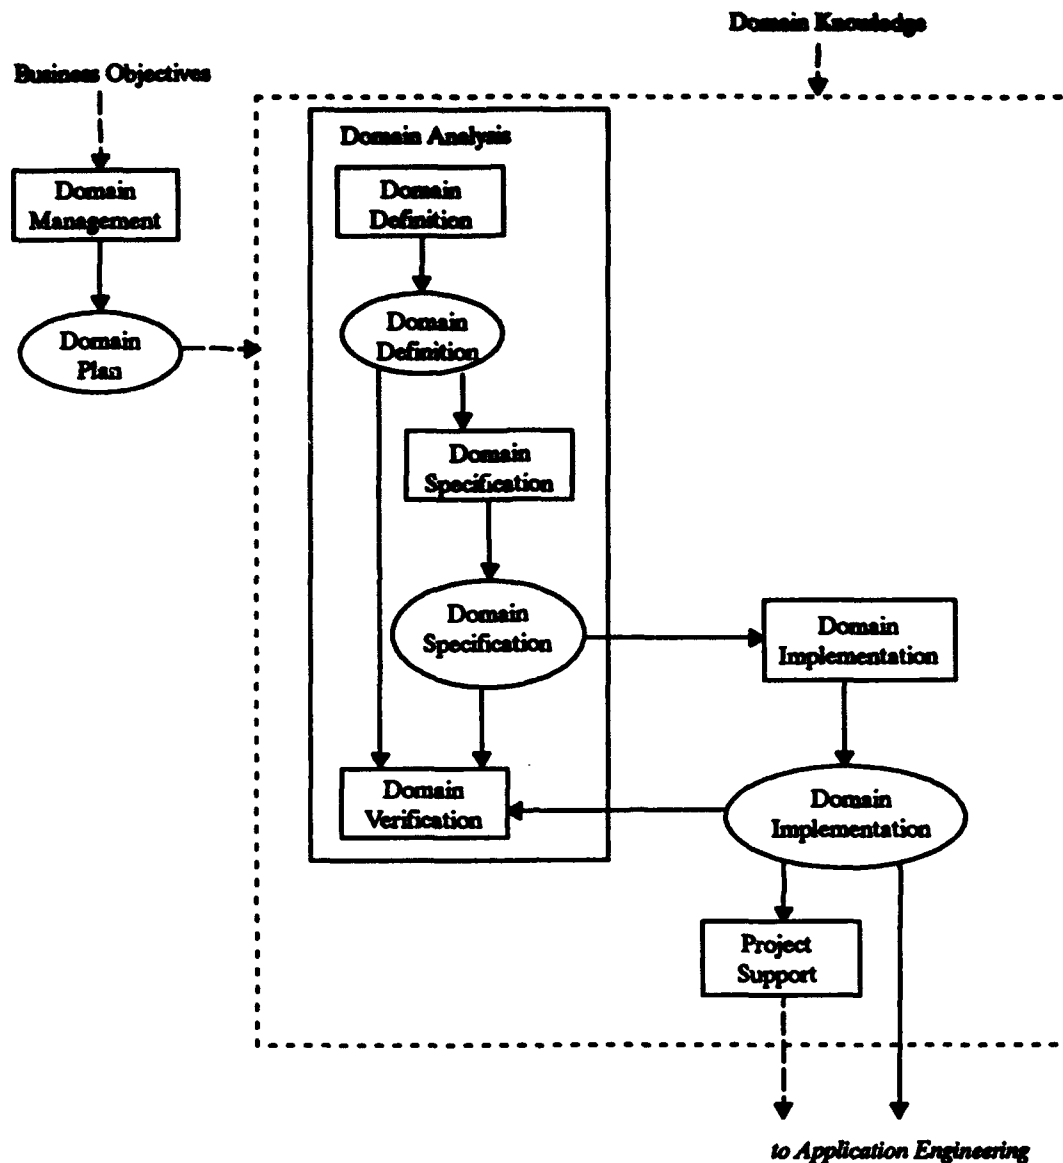 Domain Knowledge
Business Objectives
Domain Analysis
Domain
Management
Domain
Definition
Domain
Plan
Domain
Definition
Domain
Specification
Domain
Specification
Domain
Implementation
Domain
Verification
Domain
Implementation
Project
Support
to Application Engineering